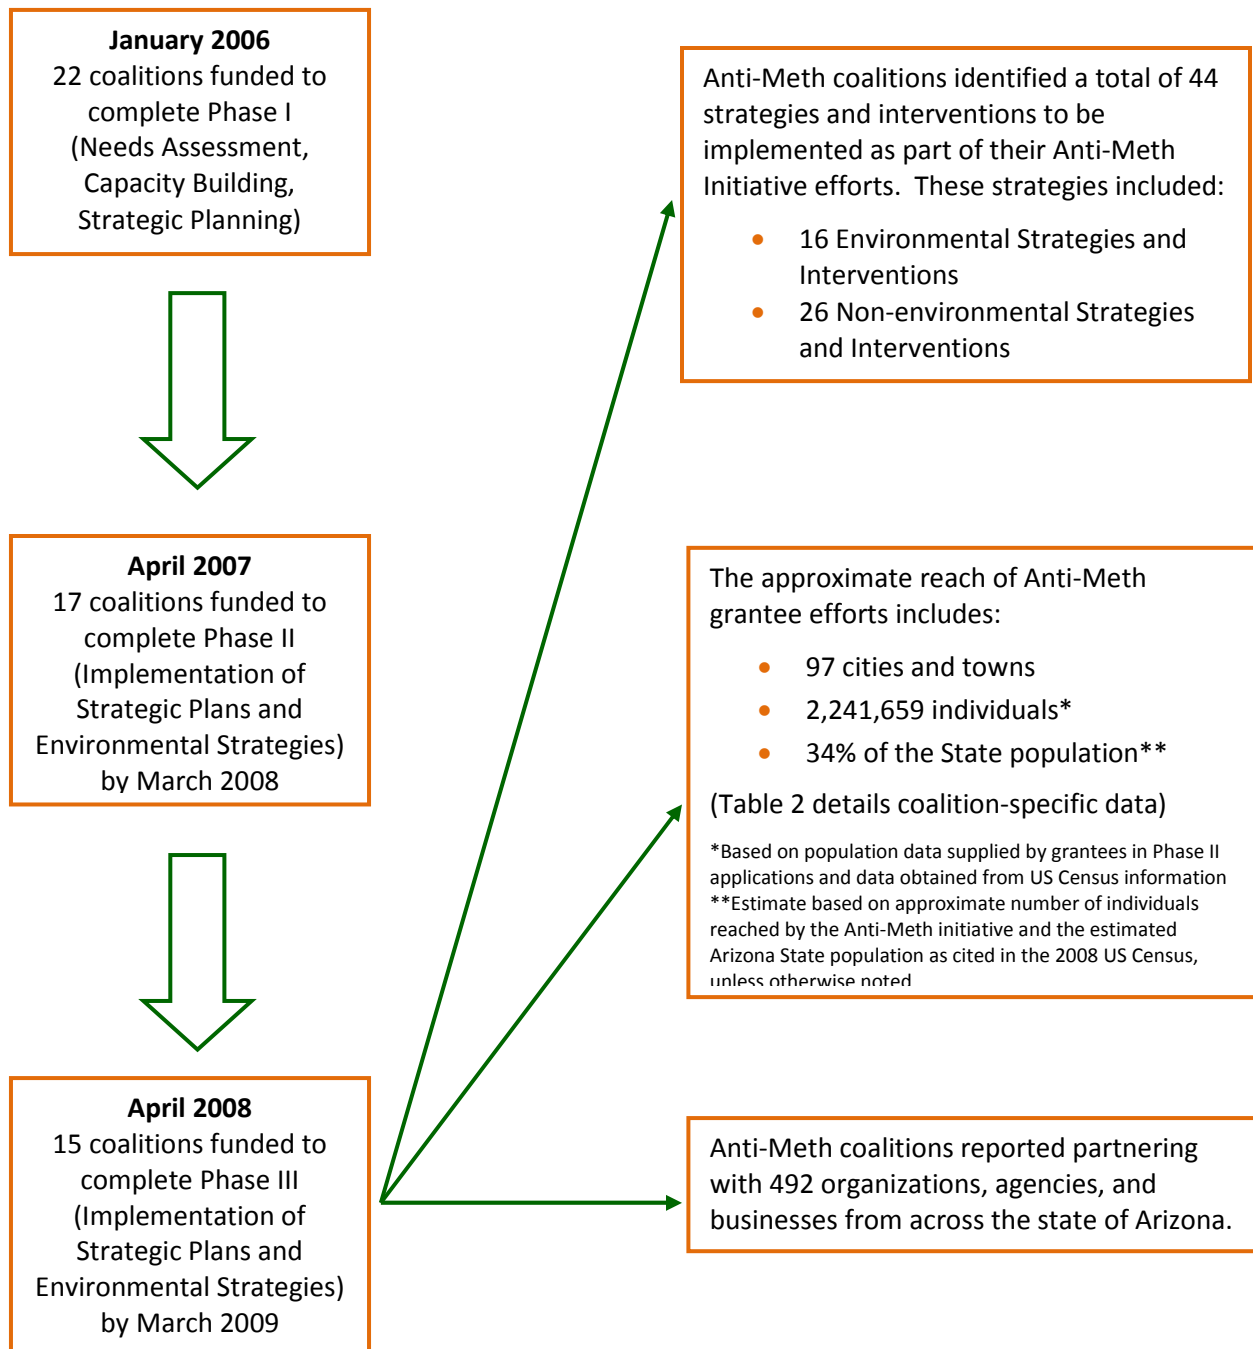 January 2006
22 coalitions funded to
complete Phase I
(Needs Assessment,
Capacity Building,
Strategic Planning)
April 2007
17 coalitions funded to
complete Phase II
(Implementation of
Strategic Plans and
Environmental Strategies)
by March 2008
April 2008
15 coalitions funded to
complete Phase III
(Implementation of
Strategic Plans and
Environmental Strategies)
by March 2009
Anti-Meth coalitions identified a total of 44
strategies and interventions to be
implemented as part of their Anti-Meth
Initiative efforts.  These strategies included:
• 16 Environmental Strategies and
Interventions
• 26 Non-environmental Strategies
and Interventions
The approximate reach of Anti-Meth
grantee efforts includes:
• 97 cities and towns
• 2,241,659 individuals*
• 34% of the State population**
(Table 2 details coalition-specific data)
*Based on population data supplied by grantees in Phase II
applications and data obtained from US Census information
**Estimate based on approximate number of individuals
reached by the Anti-Meth initiative and the estimated
Arizona State population as cited in the 2008 US Census,
unless otherwise noted
Anti-Meth coalitions reported partnering
with 492 organizations, agencies, and
businesses from across the state of Arizona.